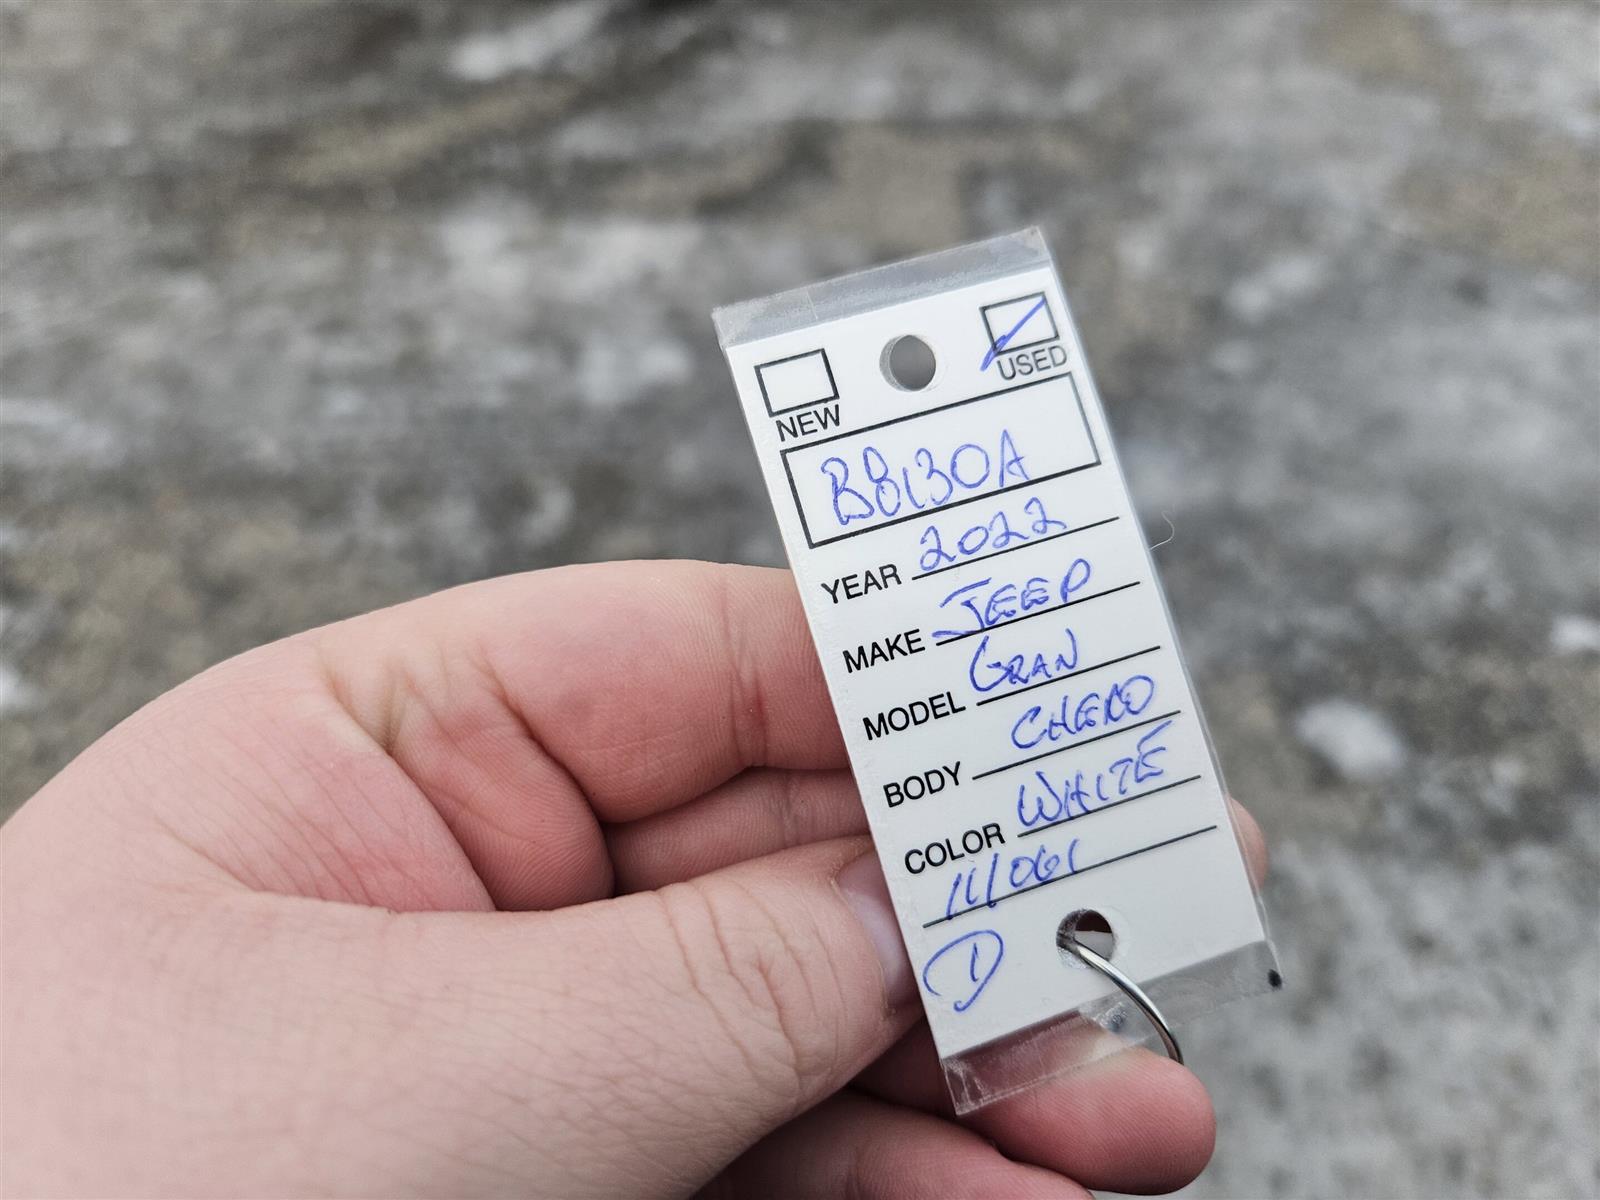 NEW USED
B8130A
YEAR 2022
MAKE JEEP
MODEL GRAN
BODY CHERO
COLOR WHITE
11/061
D